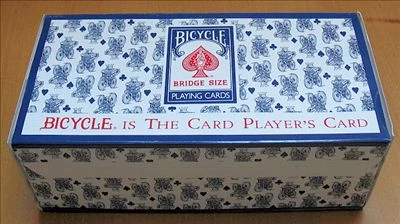 BICYCLE
BRIDGE SIZE
PLAYING CARDS
BICYCLE® IS THE CARD PLAYER'S CARD